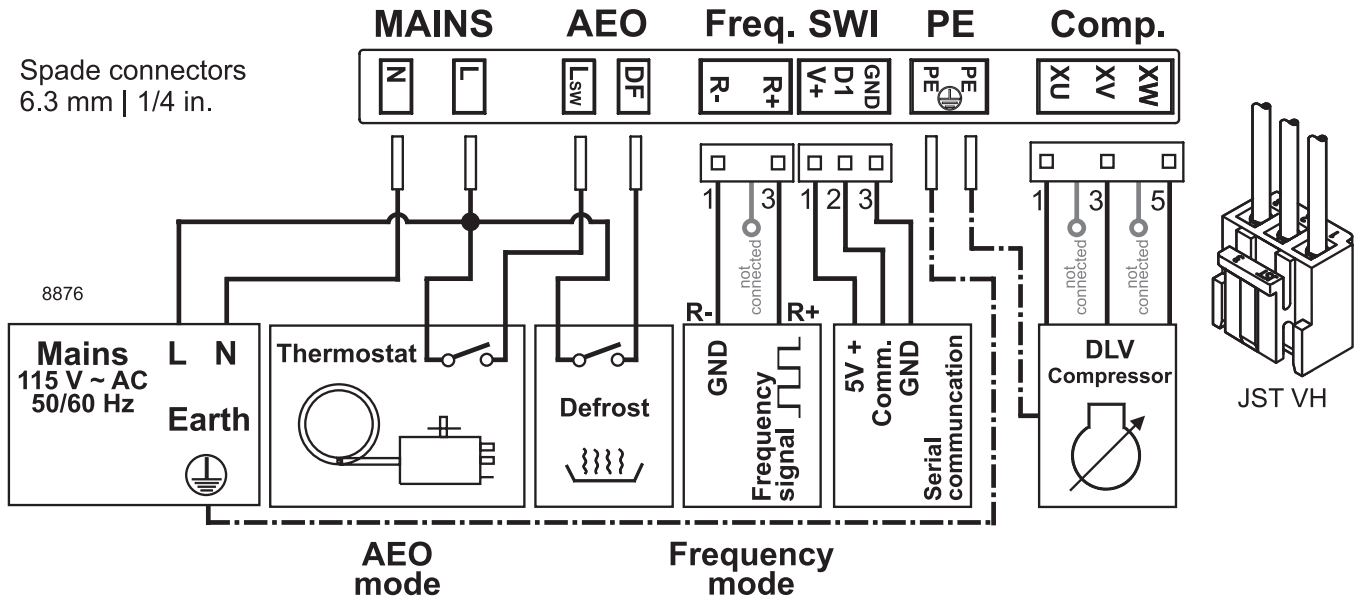 MAINS AEO Freq. SWI PE Comp.
Spade connectors
6.3 mm | 1/4 in.
N L Lsw DF R- R+ V+ D1 GND PE PE XU XV XW
1 3 1 2 3 1 3 5
not connected
not connected
not connected
8876
R- R+
Mains
115 V ~ AC
50/60 Hz
L N
Earth
Thermostat
Defrost
GND
Frequency
signal
5V +
Comm.
GND
Serial
communcation
DLV
Compressor
JST VH
AEO
mode
Frequency
mode